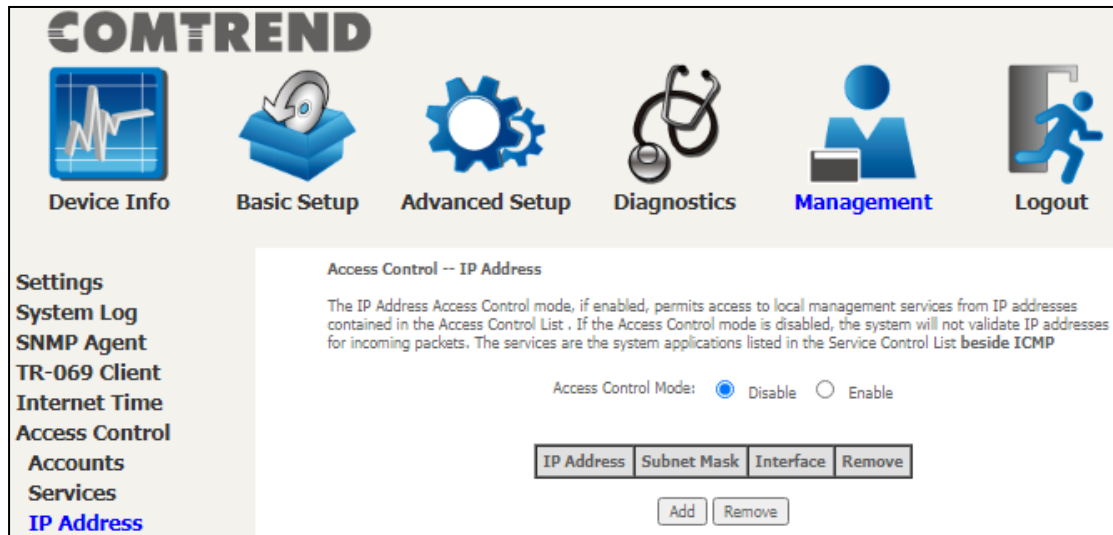 COMTREND
Device Info
Basic Setup
Advanced Setup
Diagnostics
Management
Logout
Settings
System Log
SNMP Agent
TR-069 Client
Internet Time
Access Control
Accounts
Services
IP Address
Access Control -- IP Address
The IP Address Access Control mode, if enabled, permits access to local management services from IP addresses
contained in the Access Control List . If the Access Control mode is disabled, the system will not validate IP addresses
for incoming packets. The services are the system applications listed in the Service Control List beside ICMP
Access Control Mode: Disable Enable
IP Address Subnet Mask Interface Remove
Add Remove